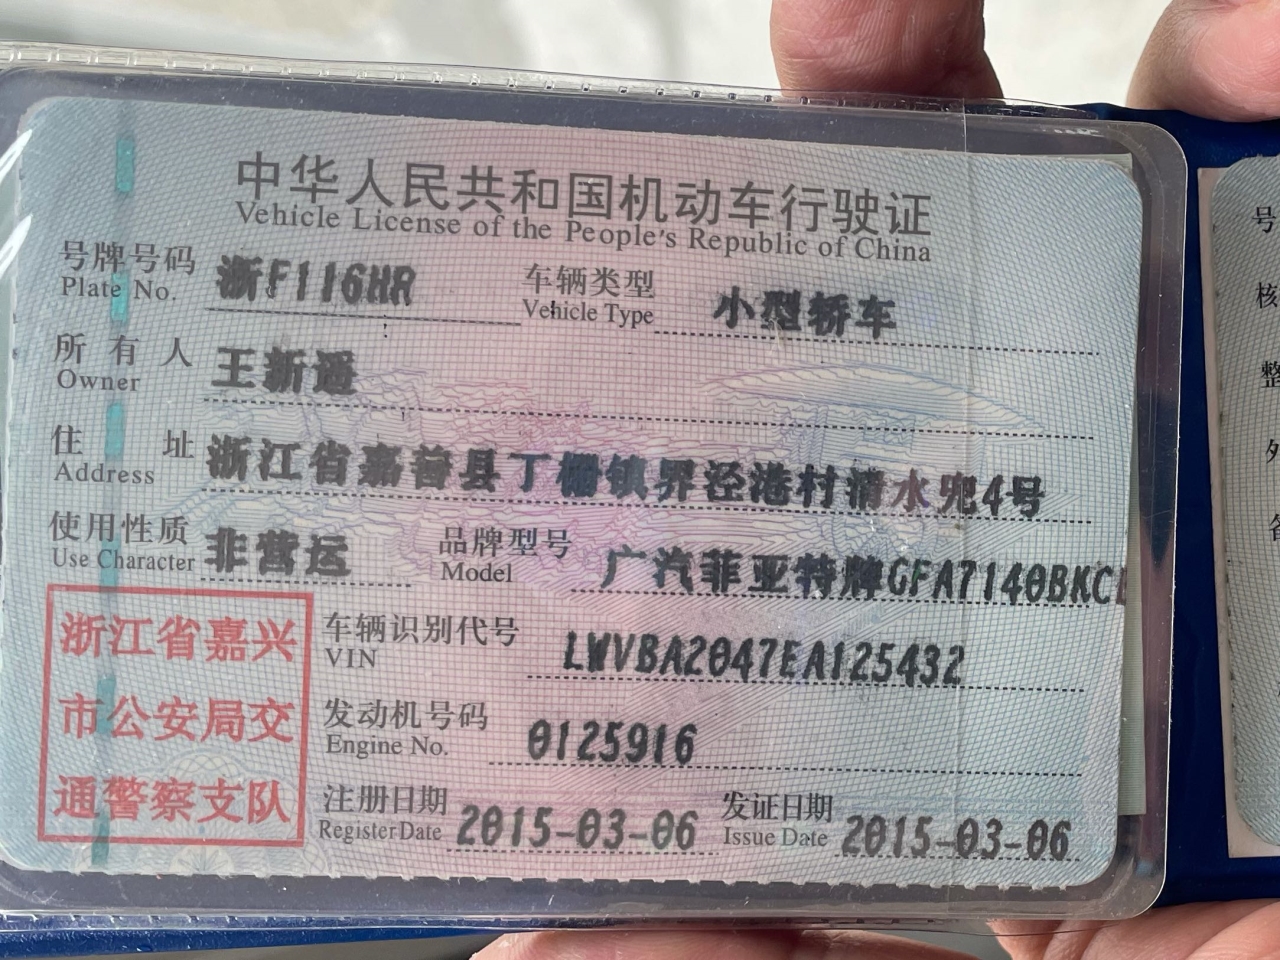 中华人民共和国机动车行驶证
Vehicle License of the People's Republic of China
号牌号码 浙F116HR 车辆类型 小型轿车
Plate No. Vehicle Type
所有人 王新遥
Owner
住址 浙江省嘉善县丁栅镇界泾港村清水兜4号
Address
使用性质 非营运 品牌型号 广汽菲亚特牌GFA7140BKC
Use Character Model
浙江省嘉兴
市公安局交
通警察支队
车辆识别代号 LWVBA2047EA125432
VIN
发动机号码 0125916
Engine No.
注册日期 2015-03-06 发证日期 2015-03-06
Register Date Issue Date
号
核
整
外